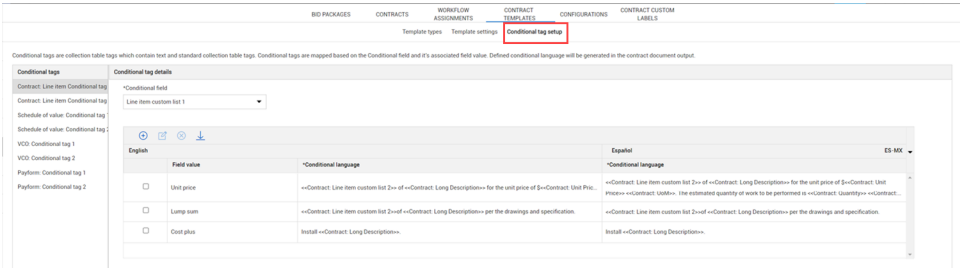 BID PACKAGES
CONTRACTS
WORKFLOW
ASSIGNMENTS
CONTRACT
TEMPLATES
CONFIGURATIONS
CONTRACT CUSTOM
LABELS
Template types Template settings Conditional tag setup
Conditional tags are collection table tags which contain text and standard collection table tags. Conditional tags are mapped based on the Conditional field and it's associated field value. Defined conditional language will be generated in the contract document output.
Conditional tags
Contract: Line item Conditional tag
Contract: Line item Conditional tag
Schedule of value: Conditional tag
Schedule of value: Conditional tag 2
VCO: Conditional tag 1
VCO: Conditional tag 2
Payform: Conditional tag 1
Payform: Conditional tag 2
Conditional tag details
*Conditional field
Line item custom list 1
English Español ES-MX
Field value *Conditional language *Conditional language
Unit price <<Contract: Line item custom list 2>> of <<Contract: Long Description>> for the unit price of $<<Contract: Unit Pric... <<Contract: Line item custom list 2>> of <<Contract: Long Description>> for the unit price of $<<Contract: Unit
Price>> <<Contract: UoM>>. The estimated quantity of work to be performed is <<Contract: Quantity>> <<Contract:...
Lump sum <<Contract: Line item custom list 2>>of <<Contract: Long Description>> per the drawings and specification. <<Contract: Line item custom list 2>>of <<Contract: Long Description>> per the drawings and specification.
Cost plus Install <<Contract: Long Description>>. Install <<Contract: Long Description>>.